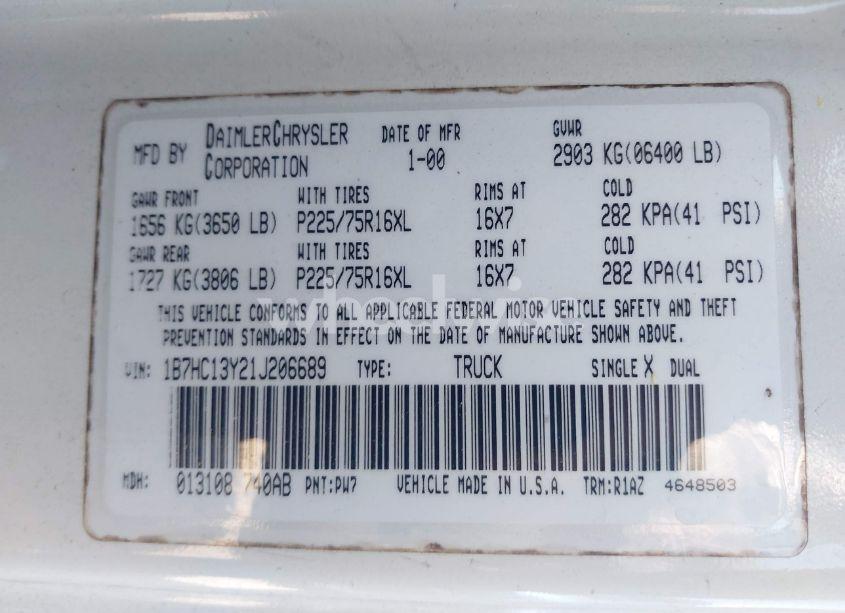 MFD BY DAIMLERCHRYSLER CORPORATION DATE OF MFR 1-00 GVWR 2903 KG(06400 LB)
GAWR FRONT WITH TIRES RIMS AT COLD
1656 KG(3650 LB) P225/75R16XL 16X7 282 KPA(41 PSI)
GAWR REAR WITH TIRES RIMS AT COLD
1727 KG(3806 LB) P225/75R16XL 16X7 282 KPA(41 PSI)
THIS VEHICLE CONFORMS TO ALL APPLICABLE FEDERAL MOTOR VEHICLE SAFETY AND THEFT
PREVENTION STANDARDS IN EFFECT ON THE DATE OF MANUFACTURE SHOWN ABOVE.
VIN: 1B7HC13Y21J206689 TYPE: TRUCK SINGLE X DUAL
MDH: 013108 740AB PNT:PW7 VEHICLE MADE IN U.S.A. TRM:R1AZ 4648503